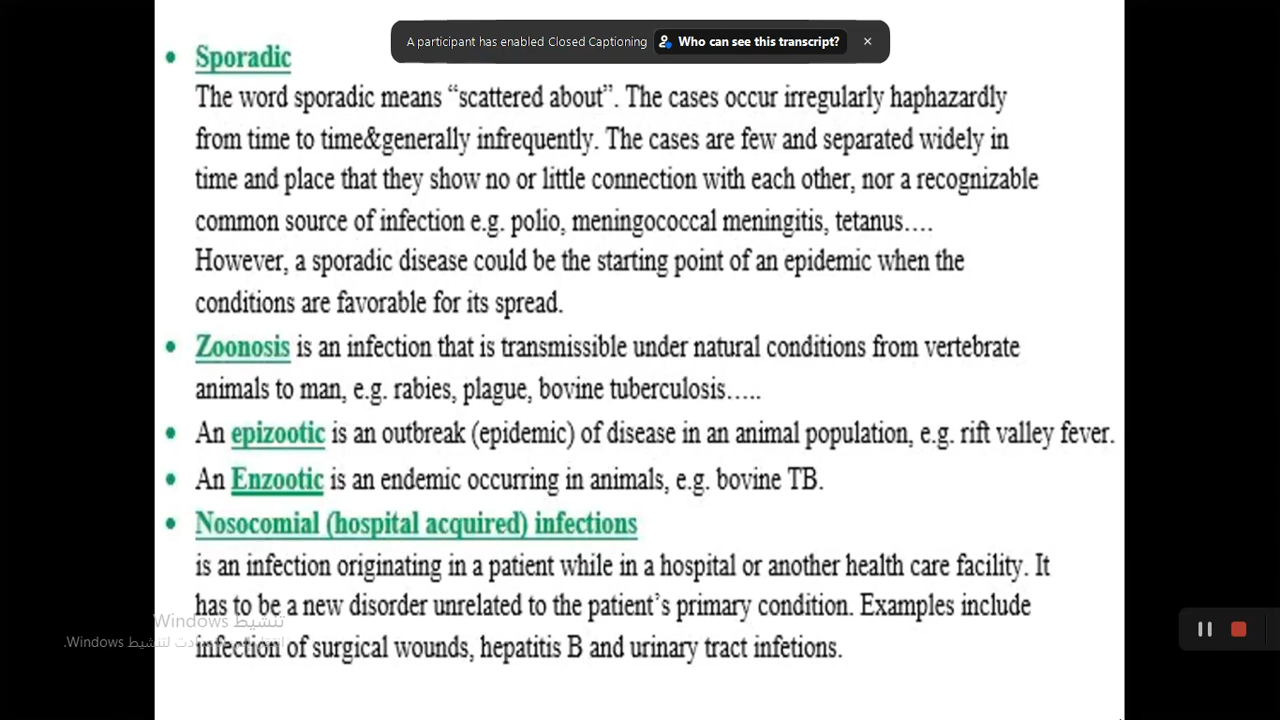 A participant has enabled Closed Captioning Who can see this transcript?
Sporadic
The word sporadic means “scattered about”. The cases occur irregularly haphazardly
from time to time&generally infrequently. The cases are few and separated widely in
time and place that they show no or little connection with each other, nor a recognizable
common source of infection e.g. polio, meningococcal meningitis, tetanus….
However, a sporadic disease could be the starting point of an epidemic when the
conditions are favorable for its spread.
Zoonosis is an infection that is transmissible under natural conditions from vertebrate
animals to man, e.g. rabies, plague, bovine tuberculosis…..
An epizootic is an outbreak (epidemic) of disease in an animal population, e.g. rift valley fever.
An Enzootic is an endemic occurring in animals, e.g. bovine TB.
Nosocomial (hospital acquired) infections
is an infection originating in a patient while in a hospital or another health care facility. It
has to be a new disorder unrelated to the patient’s primary condition. Examples include
infection of surgical wounds, hepatitis B and urinary tract infetions.
تنشيط Windows
لتنشيط Windows.